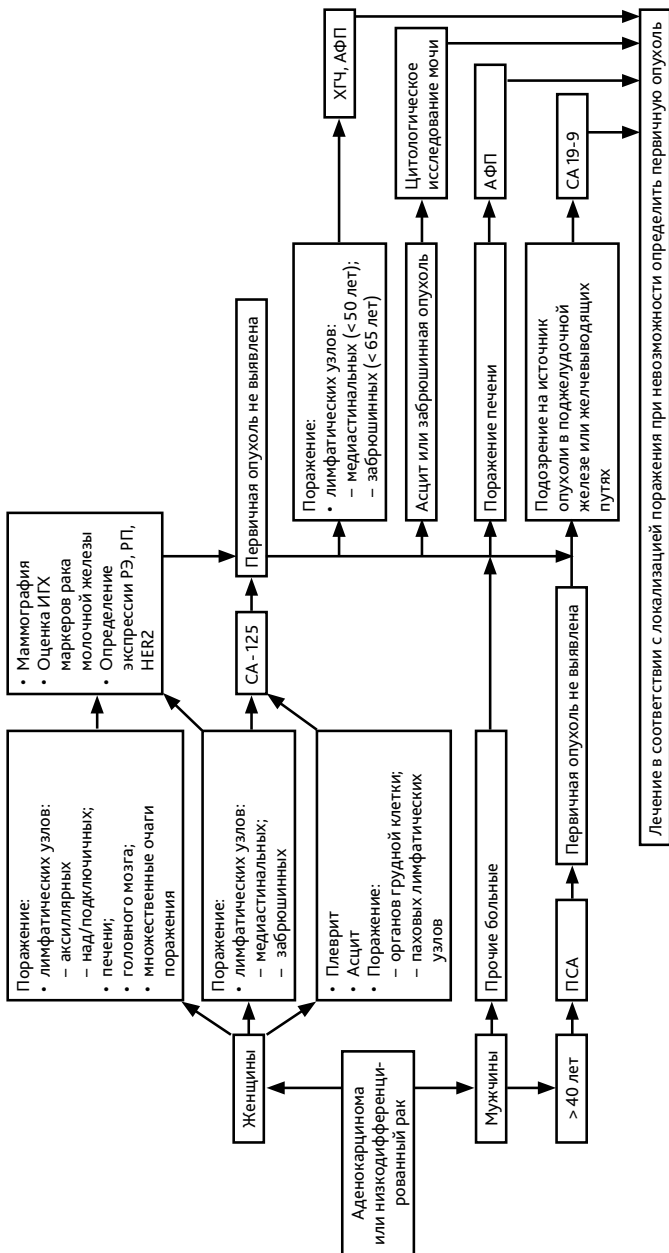 Аденокарцинома
или низкодифференци-
рованный рак
Женщины
Мужчины
> 40 лет
Поражение:
• лимфатических узлов:
– аксиллярных
– над/подключичных;
• печени;
• головного мозга;
• множественные очаги
поражения
Поражение:
• лимфатических узлов:
– медиастинальных;
– забрюшинных
• Плеврит
• Асцит
• Поражение:
– органов грудной клетки;
– паховых лимфатических
узлов
Прочие больные
ПСА
• Маммография
• Оценка ИГХ
маркеров рака
молочной железы
• Определение
экспрессии РЭ, РП,
HER2
СА-125
Первичная опухоль не выявлена
Первичная опухоль не выявлена
Поражение:
• лимфатических узлов:
– медиастинальных (< 50 лет);
– забрюшинных (< 65 лет)
Асцит или забрюшинная опухоль
Поражение печени
Подозрение на источник
опухоли в поджелудочной
железе или желчевыводящих
путях
ХГЧ, АФП
Цитологическое
исследование мочи
АФП
СА 19-9
Лечение в соответствии с локализацией поражения при невозможности определить первичную опухоль